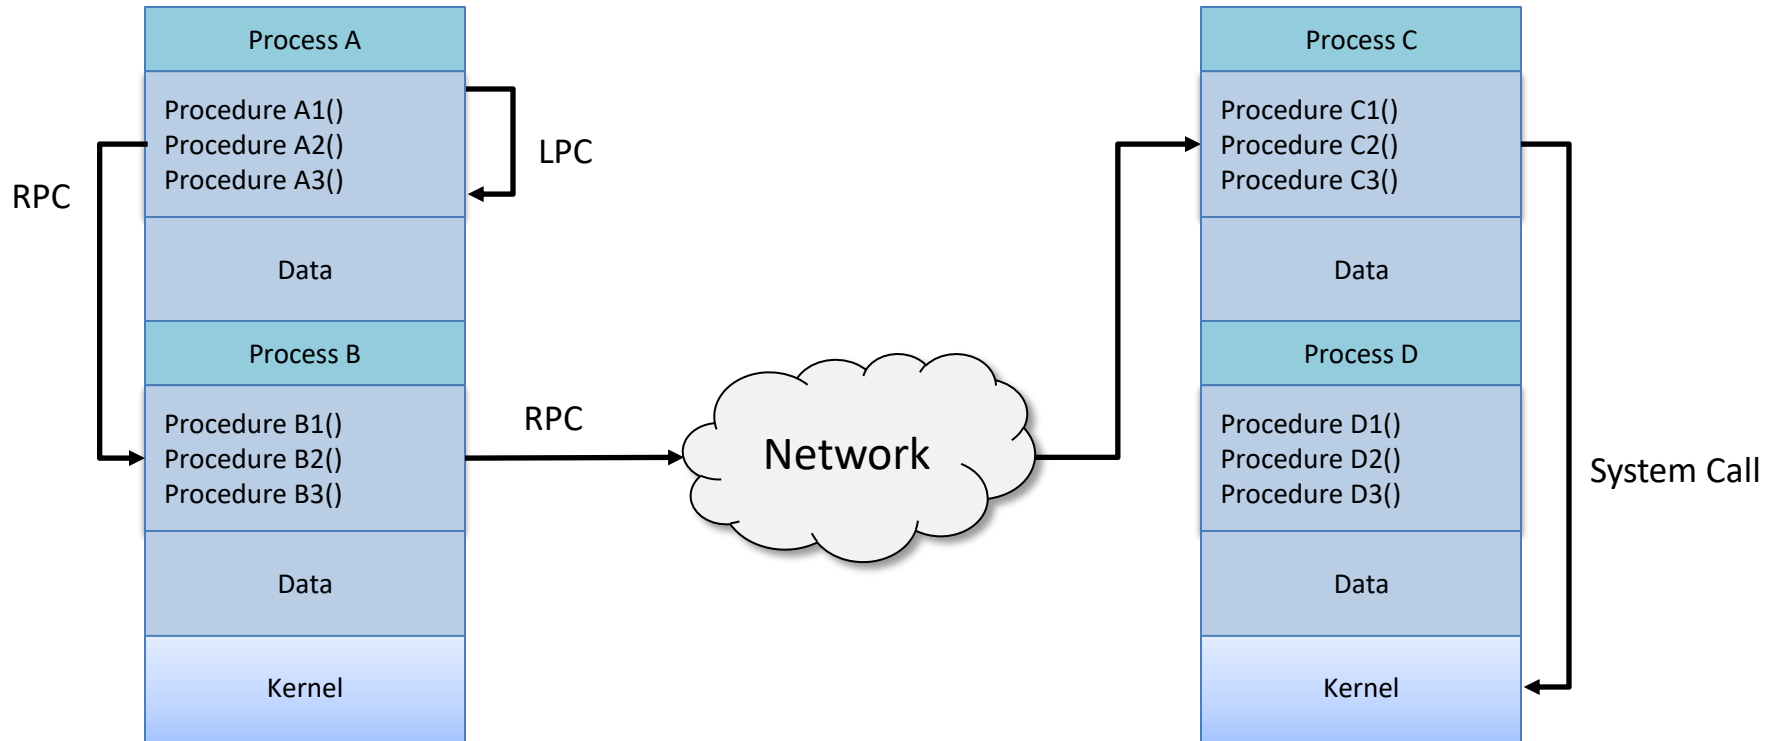 Process A
Procedure A1()
Procedure A2()
Procedure A3()
LPC
RPC
Data
Process B
Procedure B1()
Procedure B2()
Procedure B3()
Data
Kernel
RPC
Network
Process C
Procedure C1()
Procedure C2()
Procedure C3()
Data
Process D
Procedure D1()
Procedure D2()
Procedure D3()
Data
Kernel
System Call